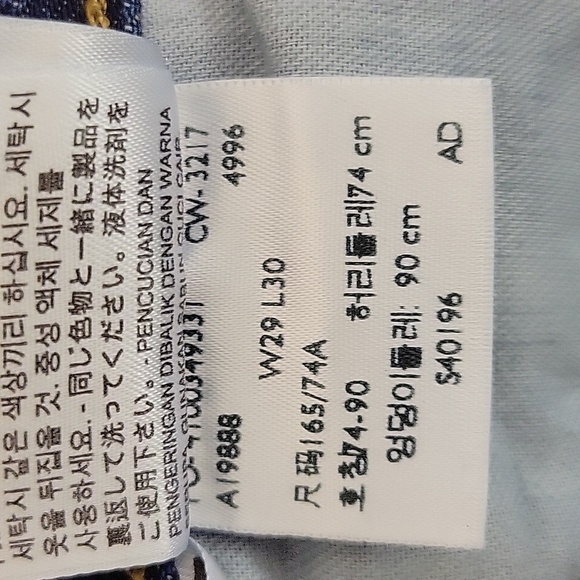 세탁시 같은 색상끼리 하십시요. 세탁시
옷을 뒤집을 것. 중성 액체 세제를
사용하세요. - 同じ色物と一緒に製品を
裏返して洗ってください。液体洗剤を
ご使用下さい。- PENCUCIAN DAN
PENGERINGAN DIBALIK DENGAN WARNA
CW- 3217
A19888 4996
W29 L30
尺码165/74A
호칭74-90 허리둘레74 cm
엉덩이둘레: 90 cm
S40196 AD